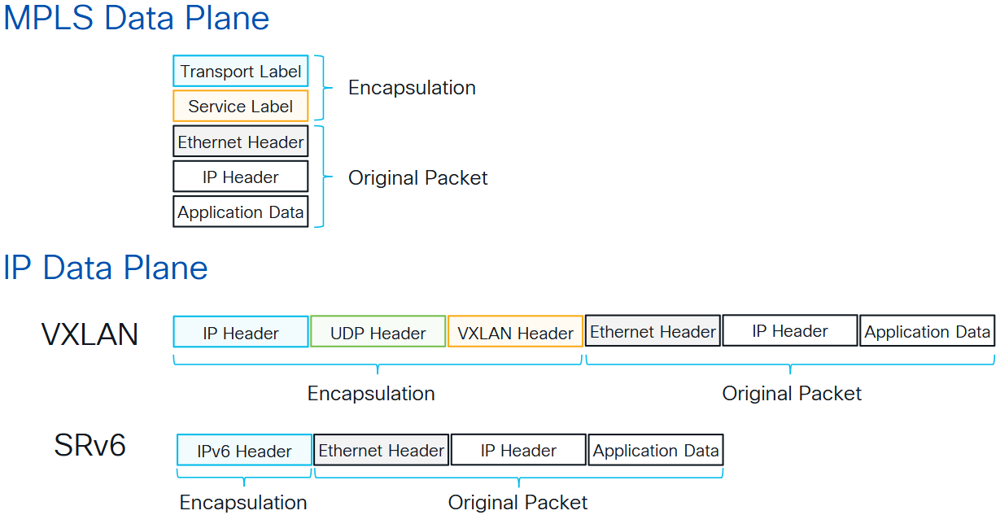 MPLS Data Plane
Transport Label
Encapsulation
Service Label
Ethernet Header
IP Header
Original Packet
Application Data
IP Data Plane
VXLAN
IP Header
UDP Header
VXLAN Header
Ethernet Header
IP Header
Application Data
Encapsulation
Original Packet
SRv6
IPv6 Header
Ethernet Header
IP Header
Application Data
Encapsulation
Original Packet